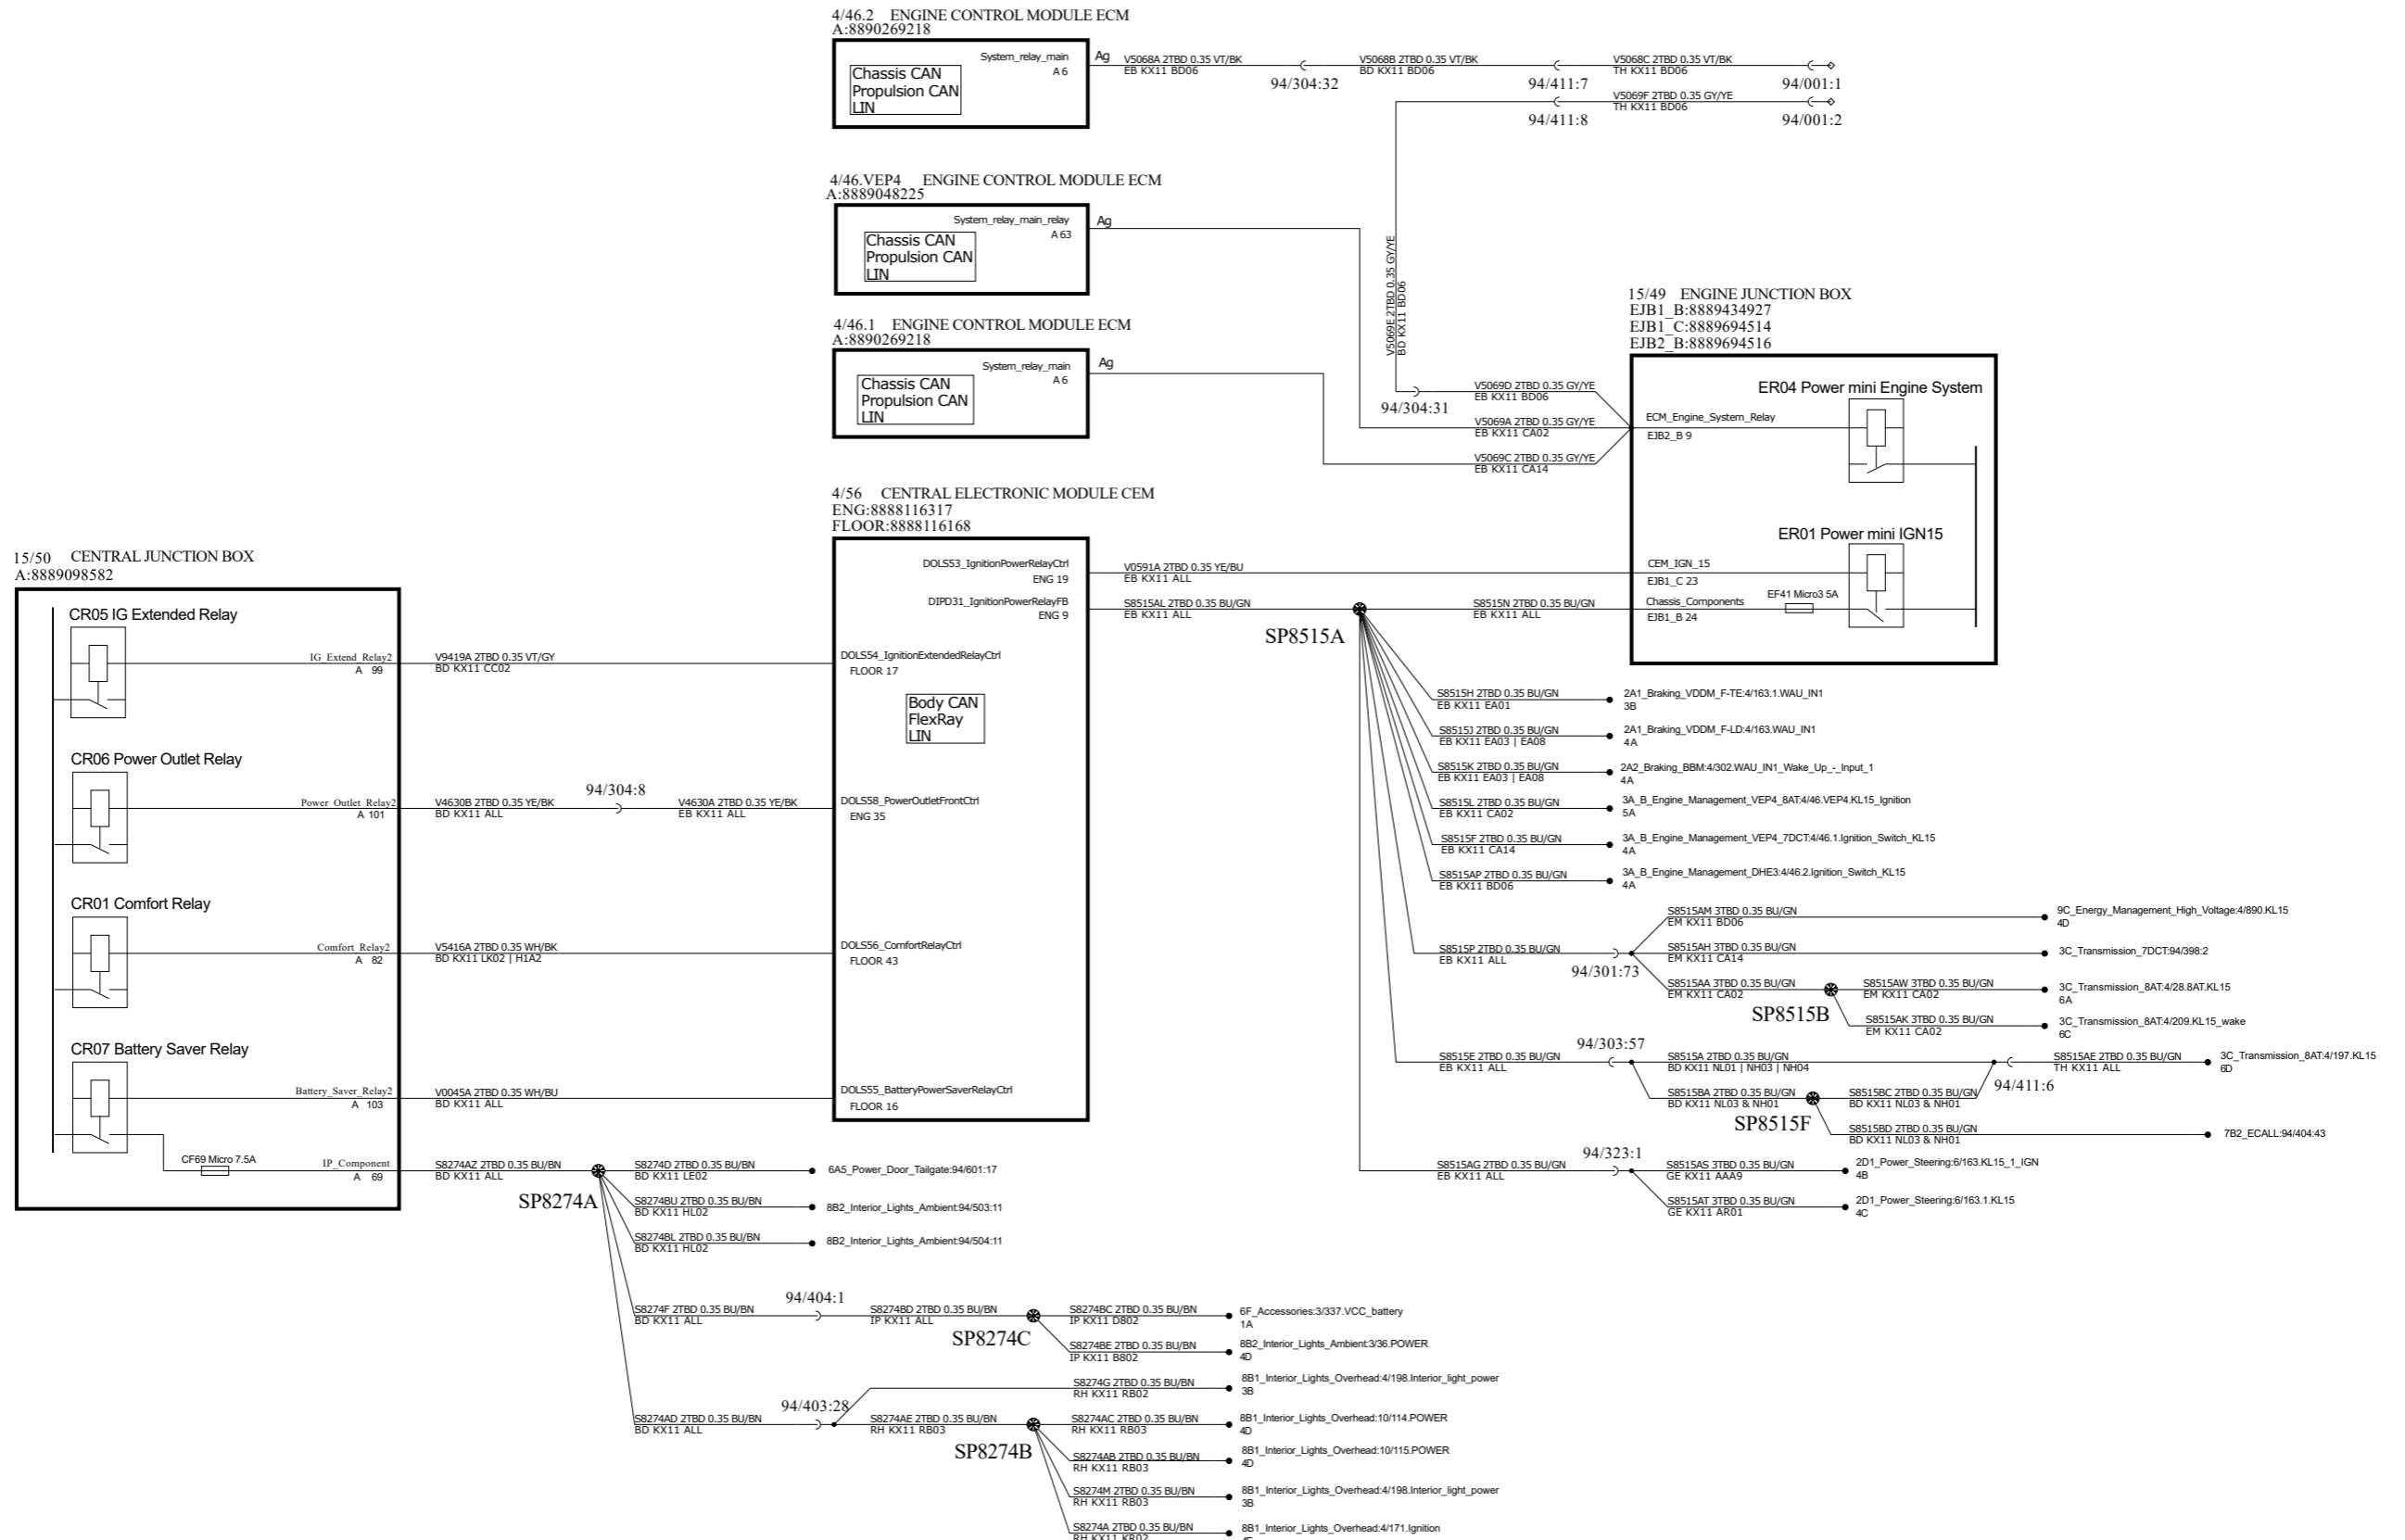 4/46.2 ENGINE CONTROL MODULE ECM
A:8890269218
System_relay_main
A 6
Chassis CAN
Propulsion CAN
LIN
Ag
V5068A 2TBD 0.35 VT/BK
EB KX11 BD06
94/304:32
V5068B 2TBD 0.35 VT/BK
BD KX11 BD06
94/411:7
V5068C 2TBD 0.35 VT/BK
TH KX11 BD06
94/001:1
94/411:8
V5069F 2TBD 0.35 GY/YE
TH KX11 BD06
94/001:2
4/46.VEP4 ENGINE CONTROL MODULE ECM
A:8889048225
System_relay_main_relay
A 63
Chassis CAN
Propulsion CAN
LIN
Ag
V5069E 2TBD 0.35 GY/YE
BD KX11 BD06
4/46.1 ENGINE CONTROL MODULE ECM
A:8890269218
System_relay_main
A 6
Chassis CAN
Propulsion CAN
LIN
Ag
94/304:31
V5069D 2TBD 0.35 GY/YE
EB KX11 BD06
V5069A 2TBD 0.35 GY/YE
EB KX11 CA02
V5069C 2TBD 0.35 GY/YE
EB KX11 CA14
15/49 ENGINE JUNCTION BOX
EJB1_B:8889434927
EJB1_C:8889694514
EJB2_B:8889694516
ER04 Power mini Engine System
ECM_Engine_System_Relay
EJB2_B 9
ER01 Power mini IGN15
CEM_IGN_15
EJB1_C 23
Chassis_Components
EJB1_B 24
EF41 Micro3 5A
4/56 CENTRAL ELECTRONIC MODULE CEM
ENG:8888116317
FLOOR:8888116168
DOLS53_IgnitionPowerRelayCtrl
ENG 19
DIPD31_IgnitionPowerRelayFB
ENG 9
DOLS54_IgnitionExtendedRelayCtrl
FLOOR 17
Body CAN
FlexRay
LIN
DOLS58_PowerOutletFrontCtrl
ENG 35
DOLS56_ComfortRelayCtrl
FLOOR 43
DOLS55_BatteryPowerSaverRelayCtrl
FLOOR 16
V0591A 2TBD 0.35 YE/BU
EB KX11 ALL
S8515AL 2TBD 0.35 BU/GN
EB KX11 ALL
SP8515A
S8515N 2TBD 0.35 BU/GN
EB KX11 ALL
15/50 CENTRAL JUNCTION BOX
A:8889098582
CR05 IG Extended Relay
IG_Extend_Relay2
A 99
V9419A 2TBD 0.35 VT/GY
BD KX11 CC02
CR06 Power Outlet Relay
Power_Outlet_Relay2
A 101
V4630B 2TBD 0.35 YE/BK
BD KX11 ALL
94/304:8
V4630A 2TBD 0.35 YE/BK
EB KX11 ALL
CR01 Comfort Relay
Comfort_Relay2
A 82
V5416A 2TBD 0.35 WH/BK
BD KX11 LK02 | H1A2
CR07 Battery Saver Relay
Battery_Saver_Relay2
A 103
V0045A 2TBD 0.35 WH/BU
BD KX11 ALL
CF69 Micro 7.5A
IP_Component
A 69
S8274AZ 2TBD 0.35 BU/BN
BD KX11 ALL
SP8274A
S8515H 2TBD 0.35 BU/GN
EB KX11 EA01
2A1_Braking_VDDM_F-TE:4/163.1.WAU_IN1
3B
S8515J 2TBD 0.35 BU/GN
EB KX11 EA03 | EA08
2A1_Braking_VDDM_F-LD:4/163.WAU_IN1
4A
S8515K 2TBD 0.35 BU/GN
EB KX11 EA03 | EA08
2A2_Braking_BBM:4/302.WAU_IN1_Wake_Up_-_Input_1
4A
S8515L 2TBD 0.35 BU/GN
EB KX11 CA02
3A_B_Engine_Management_VEP4_8AT:4/46.VEP4.KL15_Ignition
5A
S8515F 2TBD 0.35 BU/GN
EB KX11 CA14
3A_B_Engine_Management_VEP4_7DCT:4/46.1.Ignition_Switch_KL15
4A
S8515AP 2TBD 0.35 BU/GN
EB KX11 BD06
3A_B_Engine_Management_DHE3:4/46.2.Ignition_Switch_KL15
4A
S8515P 2TBD 0.35 BU/GN
EB KX11 ALL
94/301:73
S8515AM 3TBD 0.35 BU/GN
EM KX11 BD06
9C_Energy_Management_High_Voltage:4/890.KL15
4D
S8515AH 3TBD 0.35 BU/GN
EM KX11 CA14
3C_Transmission_7DCT:94/398:2
S8515AA 3TBD 0.35 BU/GN
EM KX11 CA02
SP8515B
S8515AW 3TBD 0.35 BU/GN
EM KX11 CA02
3C_Transmission_8AT:4/28.8AT.KL15
6A
S8515AK 3TBD 0.35 BU/GN
EM KX11 CA02
3C_Transmission_8AT:4/209.KL15_wake
6C
S8515E 2TBD 0.35 BU/GN
EB KX11 ALL
94/303:57
S8515A 2TBD 0.35 BU/GN
BD KX11 NL01 | NH03 | NH04
S8515AE 2TBD 0.35 BU/GN
TH KX11 ALL
3C_Transmission_8AT:4/197.KL15
6D
94/411:6
S8515BA 2TBD 0.35 BU/GN
BD KX11 NL03 & NH01
SP8515F
S8515BC 2TBD 0.35 BU/GN
BD KX11 NL03 & NH01
S8515BD 2TBD 0.35 BU/GN
BD KX11 NL03 & NH01
7B2_ECALL:94/404:43
S8515AG 2TBD 0.35 BU/GN
EB KX11 ALL
94/323:1
S8515AS 3TBD 0.35 BU/GN
GE KX11 AAA9
2D1_Power_Steering:6/163.KL15_1_IGN
4B
S8515AT 3TBD 0.35 BU/GN
GE KX11 AR01
2D1_Power_Steering:6/163.1.KL15
4C
S8274D 2TBD 0.35 BU/BN
BD KX11 LE02
6A5_Power_Door_Tailgate:94/601:17
S8274BU 2TBD 0.35 BU/BN
BD KX11 HL02
8B2_Interior_Lights_Ambient:94/503:11
S8274BL 2TBD 0.35 BU/BN
BD KX11 HL02
8B2_Interior_Lights_Ambient:94/504:11
S8274F 2TBD 0.35 BU/BN
BD KX11 ALL
94/404:1
S8274BD 2TBD 0.35 BU/BN
IP KX11 ALL
SP8274C
S8274BC 2TBD 0.35 BU/BN
IP KX11 D802
6F_Accessories:3/337.VCC_battery
1A
S8274BE 2TBD 0.35 BU/BN
IP KX11 B802
8B2_Interior_Lights_Ambient:3/36.POWER
4D
S8274AD 2TBD 0.35 BU/BN
BD KX11 ALL
94/403:28
S8274G 2TBD 0.35 BU/BN
RH KX11 RB02
8B1_Interior_Lights_Overhead:4/198.Interior_light_power
3B
S8274AE 2TBD 0.35 BU/BN
RH KX11 RB03
SP8274B
S8274AC 2TBD 0.35 BU/BN
RH KX11 RB03
8B1_Interior_Lights_Overhead:10/114.POWER
4D
S8274AB 2TBD 0.35 BU/BN
RH KX11 RB03
8B1_Interior_Lights_Overhead:10/115.POWER
4D
S8274M 2TBD 0.35 BU/BN
RH KX11 RB03
8B1_Interior_Lights_Overhead:4/198.Interior_light_power
3B
S8274A 2TBD 0.35 BU/BN
RH KX11 KR02
8B1_Interior_Lights_Overhead:4/171.Ignition